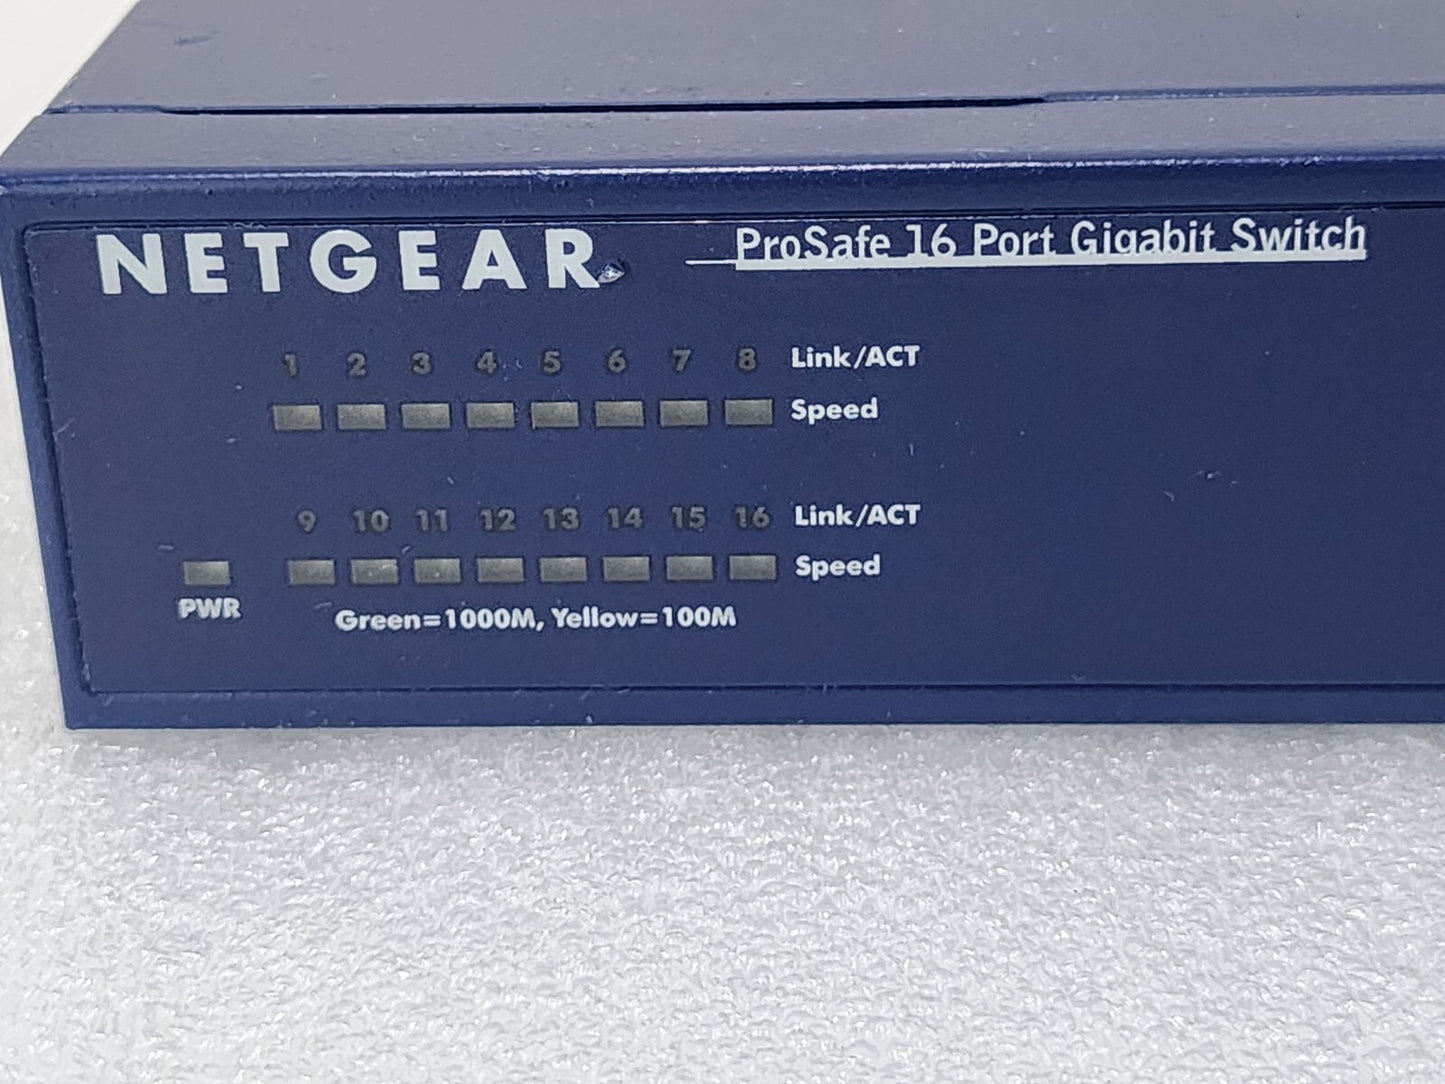 NETGEAR
ProSafe 16 Port Gigabit Switch
1 2 3 4 5 6 7 8 Link/ACT
Speed
9 10 11 12 13 14 15 16 Link/ACT
Speed
PWR
Green=1000M, Yellow=100M